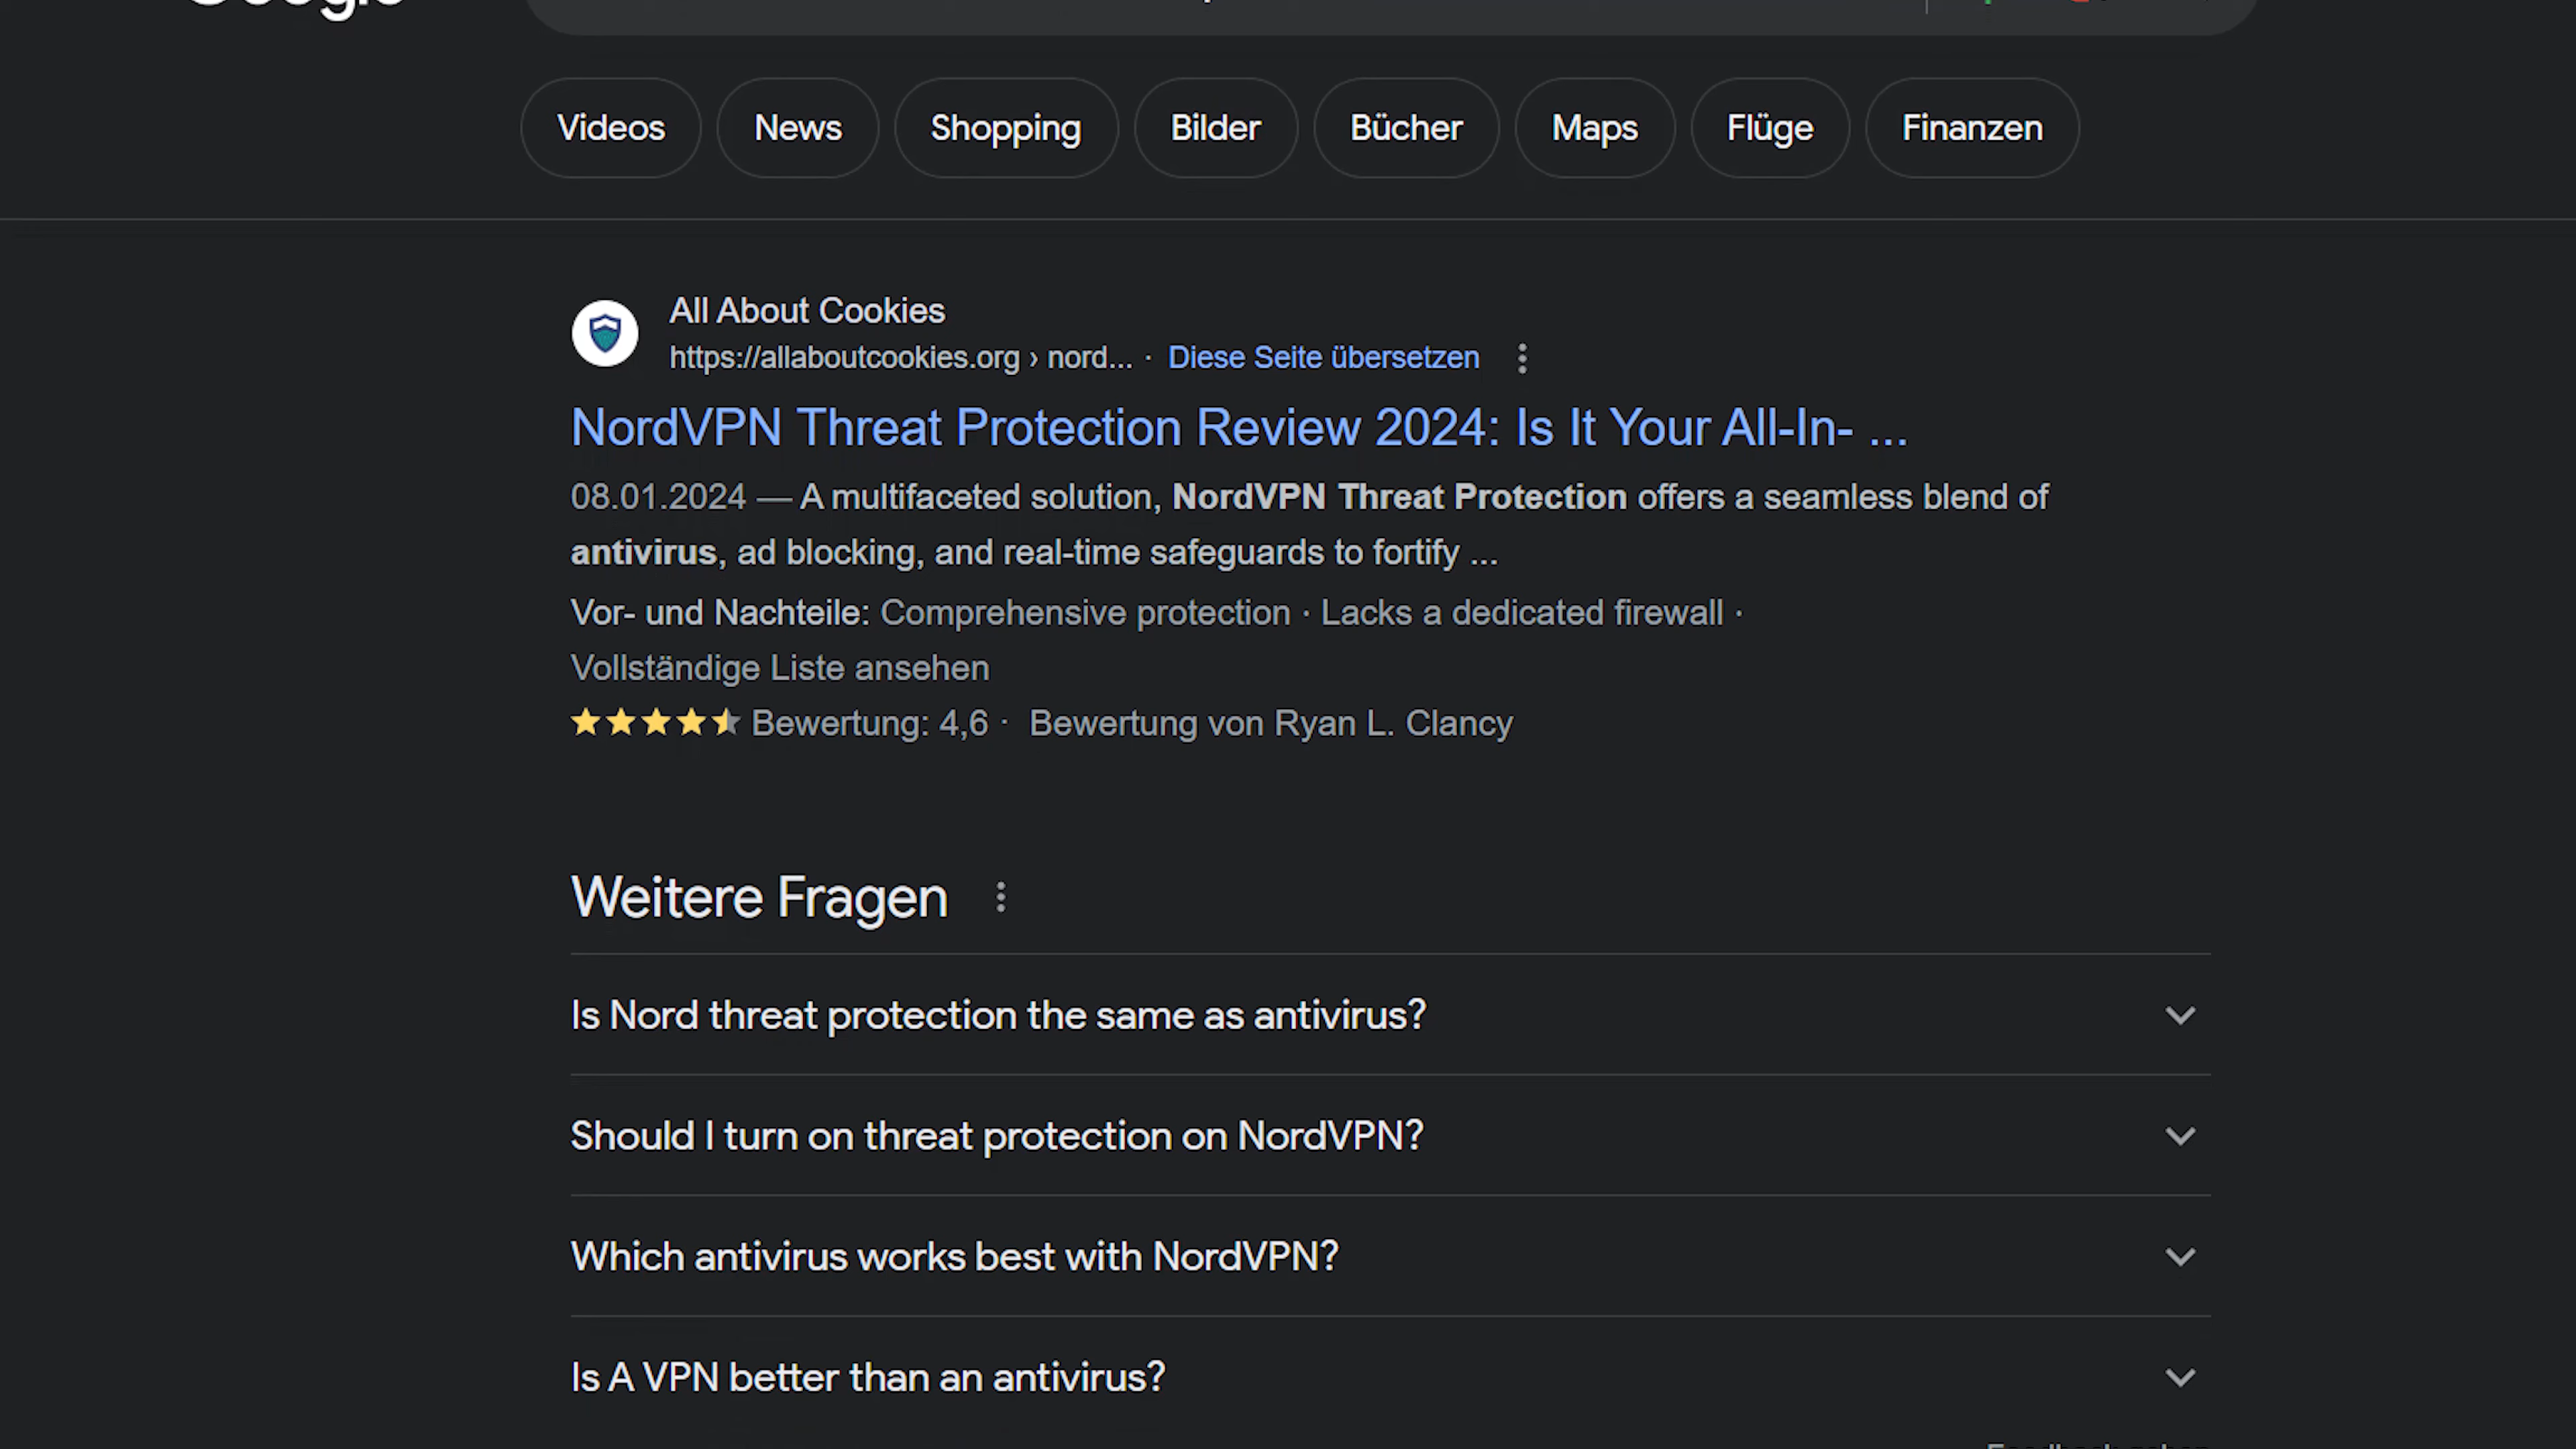 Videos News Shopping Bilder Bücher Maps Flüge Finanzen
All About Cookies
https://allaboutcookies.org › nord... · Diese Seite übersetzen
NordVPN Threat Protection Review 2024: Is It Your All-In- ...
08.01.2024 — A multifaceted solution, NordVPN Threat Protection offers a seamless blend of
antivirus, ad blocking, and real-time safeguards to fortify ...
Vor- und Nachteile: Comprehensive protection · Lacks a dedicated firewall ·
Vollständige Liste ansehen
Bewertung: 4,6 · Bewertung von Ryan L. Clancy
Weitere Fragen
Is Nord threat protection the same as antivirus?
Should I turn on threat protection on NordVPN?
Which antivirus works best with NordVPN?
Is A VPN better than an antivirus?